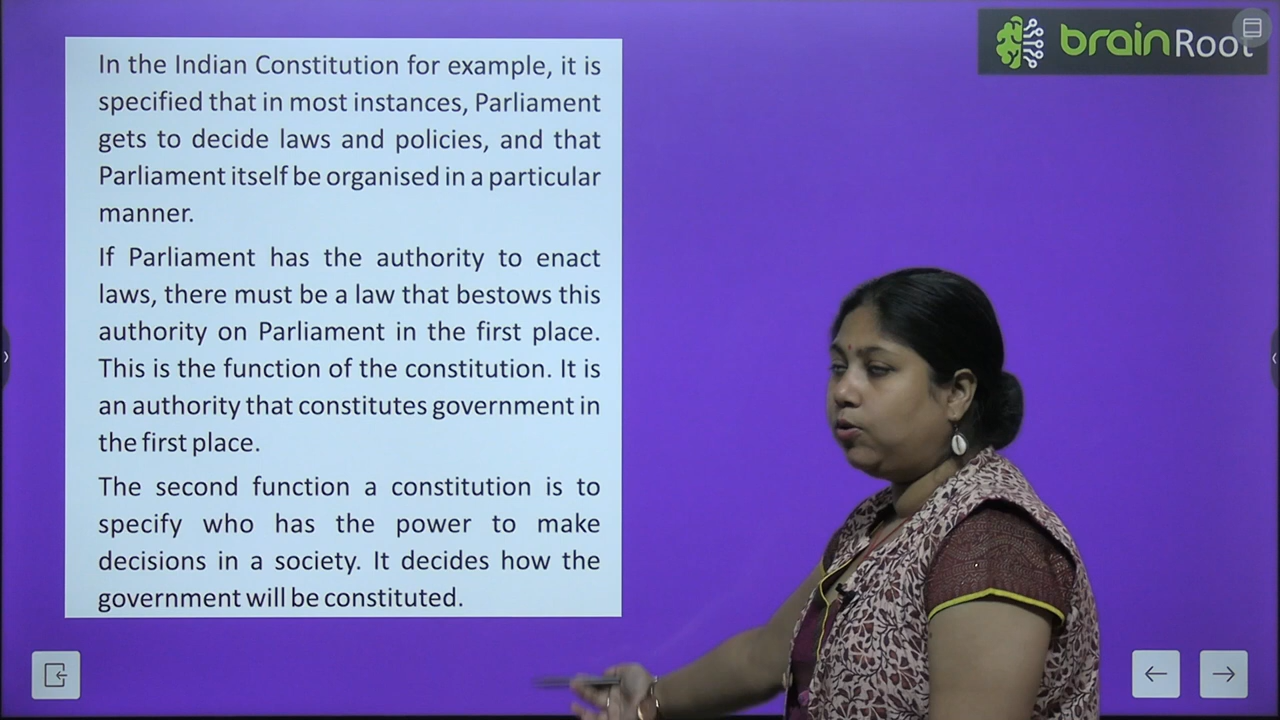 brainRoot
In the Indian Constitution for example, it is
specified that in most instances, Parliament
gets to decide laws and policies, and that
Parliament itself be organised in a particular
manner.
If Parliament has the authority to enact
laws, there must be a law that bestows this
authority on Parliament in the first place.
This is the function of the constitution. It is
an authority that constitutes government in
the first place.
The second function a constitution is to
specify who has the power to make
decisions in a society. It decides how the
government will be constituted.